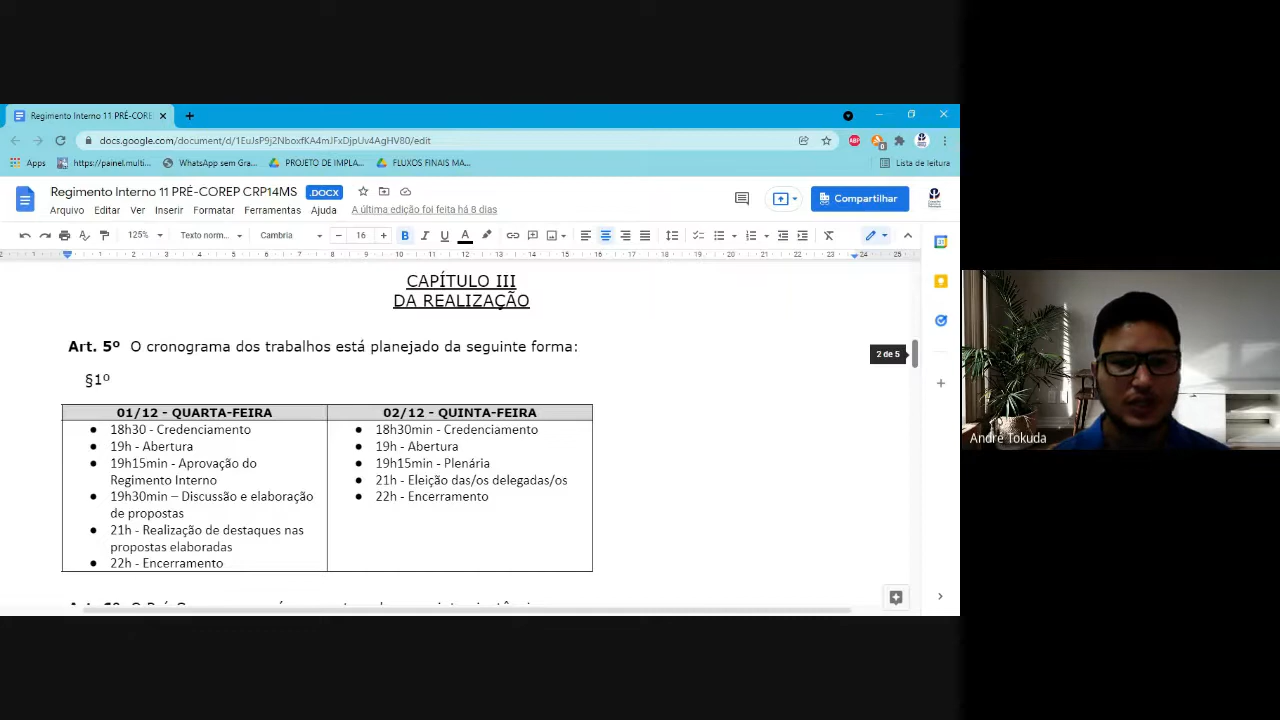 Regimento Interno 11 PRÉ-CORE
docs.google.com/document/d/1EuJsP9j2NboxfKA4mJFxDjpUv4AgHV80/edit
Apps https://painel.multi... WhatsApp sem Gra... PROJETO DE IMPLA... FLUXOS FINAIS MA... Lista de leitura
Regimento Interno 11 PRÉ-COREP CRP14MS .DOCX
Compartilhar
Arquivo Editar Ver Inserir Formatar Ferramentas Ajuda A última edição foi feita há 8 dias
125% Texto norm... Cambria 16
CAPÍTULO III
DA REALIZAÇÃO
Art. 5º O cronograma dos trabalhos está planejado da seguinte forma:
2 de 5
§1º
01/12 - QUARTA-FEIRA
18h30 - Credenciamento
19h - Abertura
19h15min - Aprovação do
Regimento Interno
19h30min – Discussão e elaboração
de propostas
21h - Realização de destaques nas
propostas elaboradas
22h - Encerramento
02/12 - QUINTA-FEIRA
18h30min - Credenciamento
19h - Abertura
19h15min - Plenária
21h - Eleição das/os delegadas/os
22h - Encerramento
André Tokuda